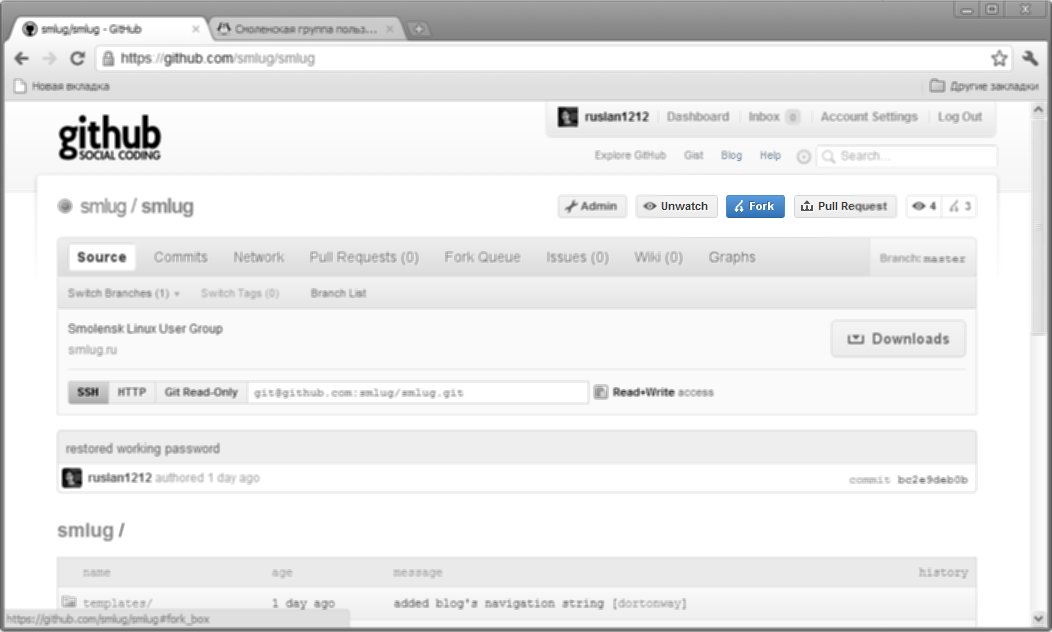 smlug/smlug - GitHub
Смоленская группа польз...
https://github.com/smlug/smlug
Новая вкладка
Другие закладки
github
SOCIAL CODING
ruslan1212 Dashboard Inbox 0 Account Settings Log Out
Explore GitHub Gist Blog Help Search...
smlug / smlug
Admin Unwatch Fork Pull Request 4 3
Source Commits Network Pull Requests (0) Fork Queue Issues (0) Wiki (0) Graphs Branch: master
Switch Branches (1) Switch Tags (0) Branch List
Smolensk Linux User Group
smlug.ru
Downloads
SSH HTTP Git Read-Only git@github.com:smlug/smlug.git Read+Write access
restored working password
ruslan1212 authored 1 day ago
commit bc2e9deb0b
smlug /
name age message history
templates/ 1 day ago added blog's navigation string [dortonway]
https://github.com/smlug/smlug#fork_box